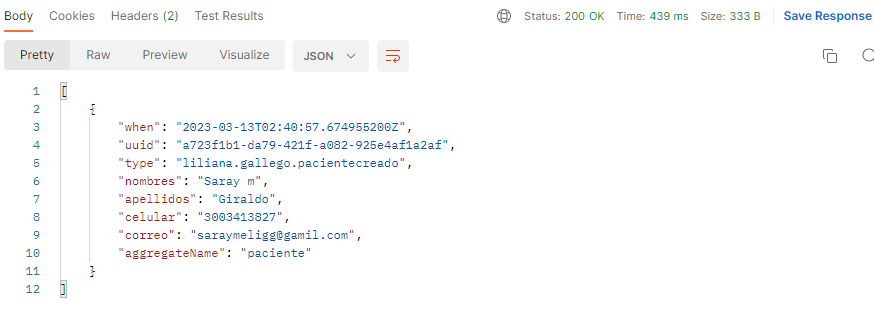 Body Cookies Headers (2) Test Results Status: 200 OK Time: 439 ms Size: 333 B Save Response
Pretty Raw Preview Visualize JSON
1 [
2 {
3 "when": "2023-03-13T02:40:57.674955200Z",
4 "uuid": "a723f1b1-da79-421f-a082-925e4af1a2af",
5 "type": "liliana.gallego.pacientecreado",
6 "nombres": "Saray m",
7 "apellidos": "Giraldo",
8 "celular": "3003413827",
9 "correo": "saraymeligg@gamil.com",
10 "aggregateName": "paciente"
11 }
12 ]